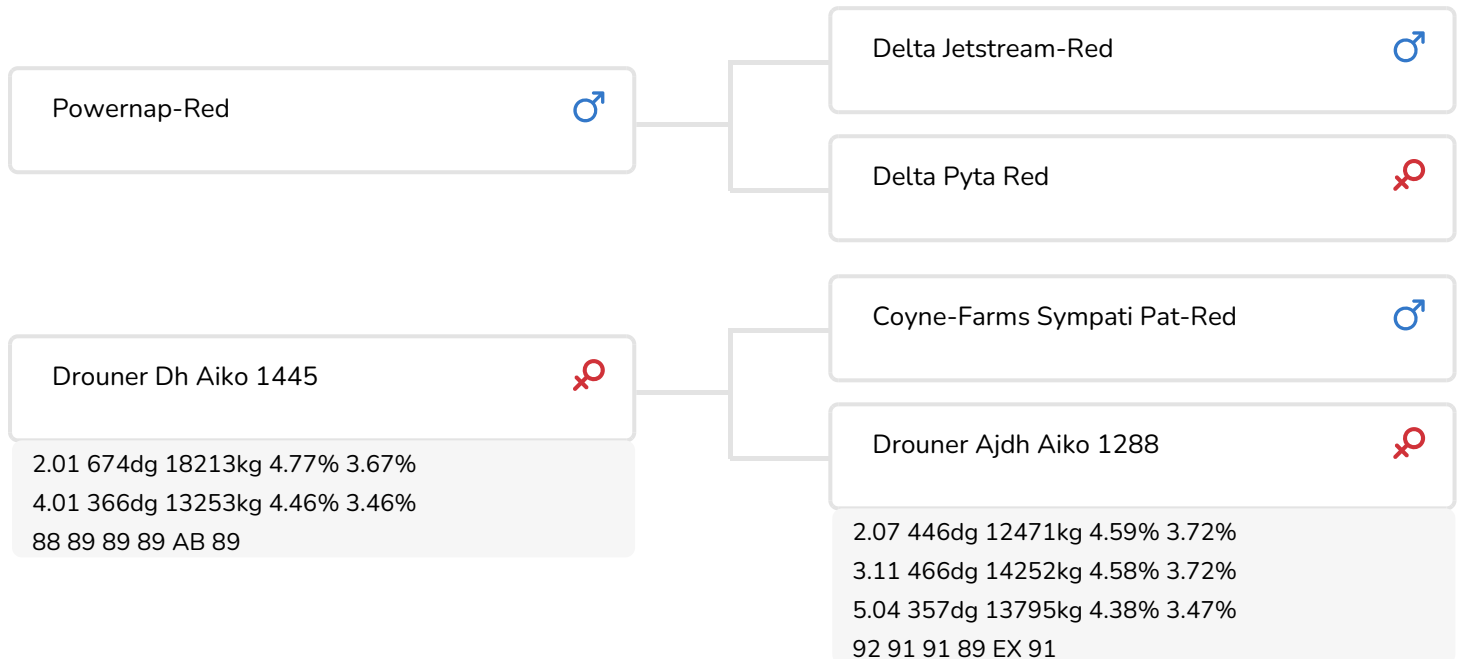 Powernap-Red
Delta Jetstream-Red
Delta Pyta Red
Drouner Dh Aiko 1445
2.01 674dg 18213kg 4.77% 3.67%
4.01 366dg 13253kg 4.46% 3.46%
88 89 89 89 AB 89
Coyne-Farms Sympati Pat-Red
Drouner Ajdh Aiko 1288
2.07 446dg 12471kg 4.59% 3.72%
3.11 466dg 14252kg 4.58% 3.72%
5.04 357dg 13795kg 4.38% 3.47%
92 91 91 89 EX 91